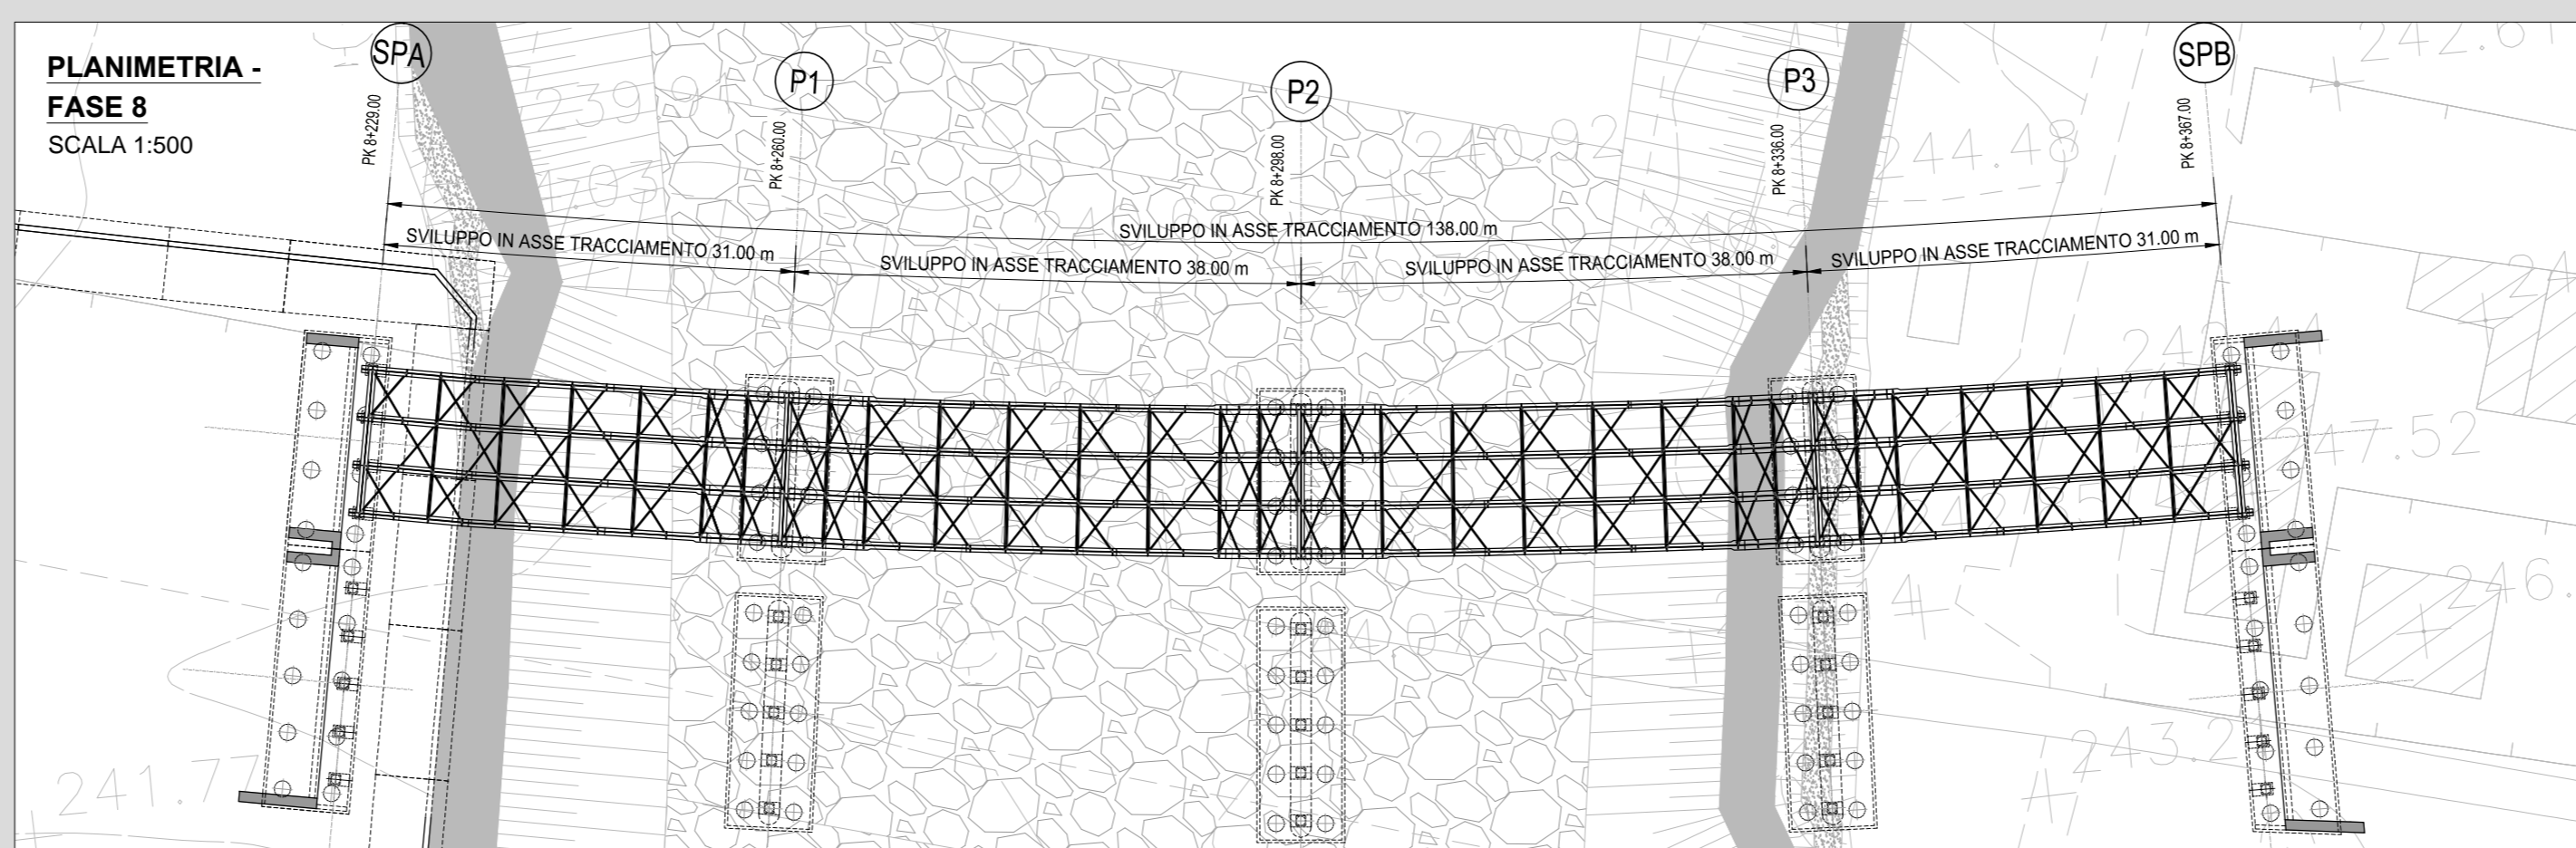 PLANIMETRIA -
FASE 8
SCALA 1:500
SPA
P1
P2
P3
SPB
PK 8+229.00
PK 8+260.00
PK 8+298.00
PK 8+336.00
PK 8+367.00
SVILUPPO IN ASSE TRACCIAMENTO 138.00 m
SVILUPPO IN ASSE TRACCIAMENTO 31.00 m
SVILUPPO IN ASSE TRACCIAMENTO 38.00 m
SVILUPPO IN ASSE TRACCIAMENTO 38.00 m
SVILUPPO IN ASSE TRACCIAMENTO 31.00 m
240.92
244.48
247.52
241.77